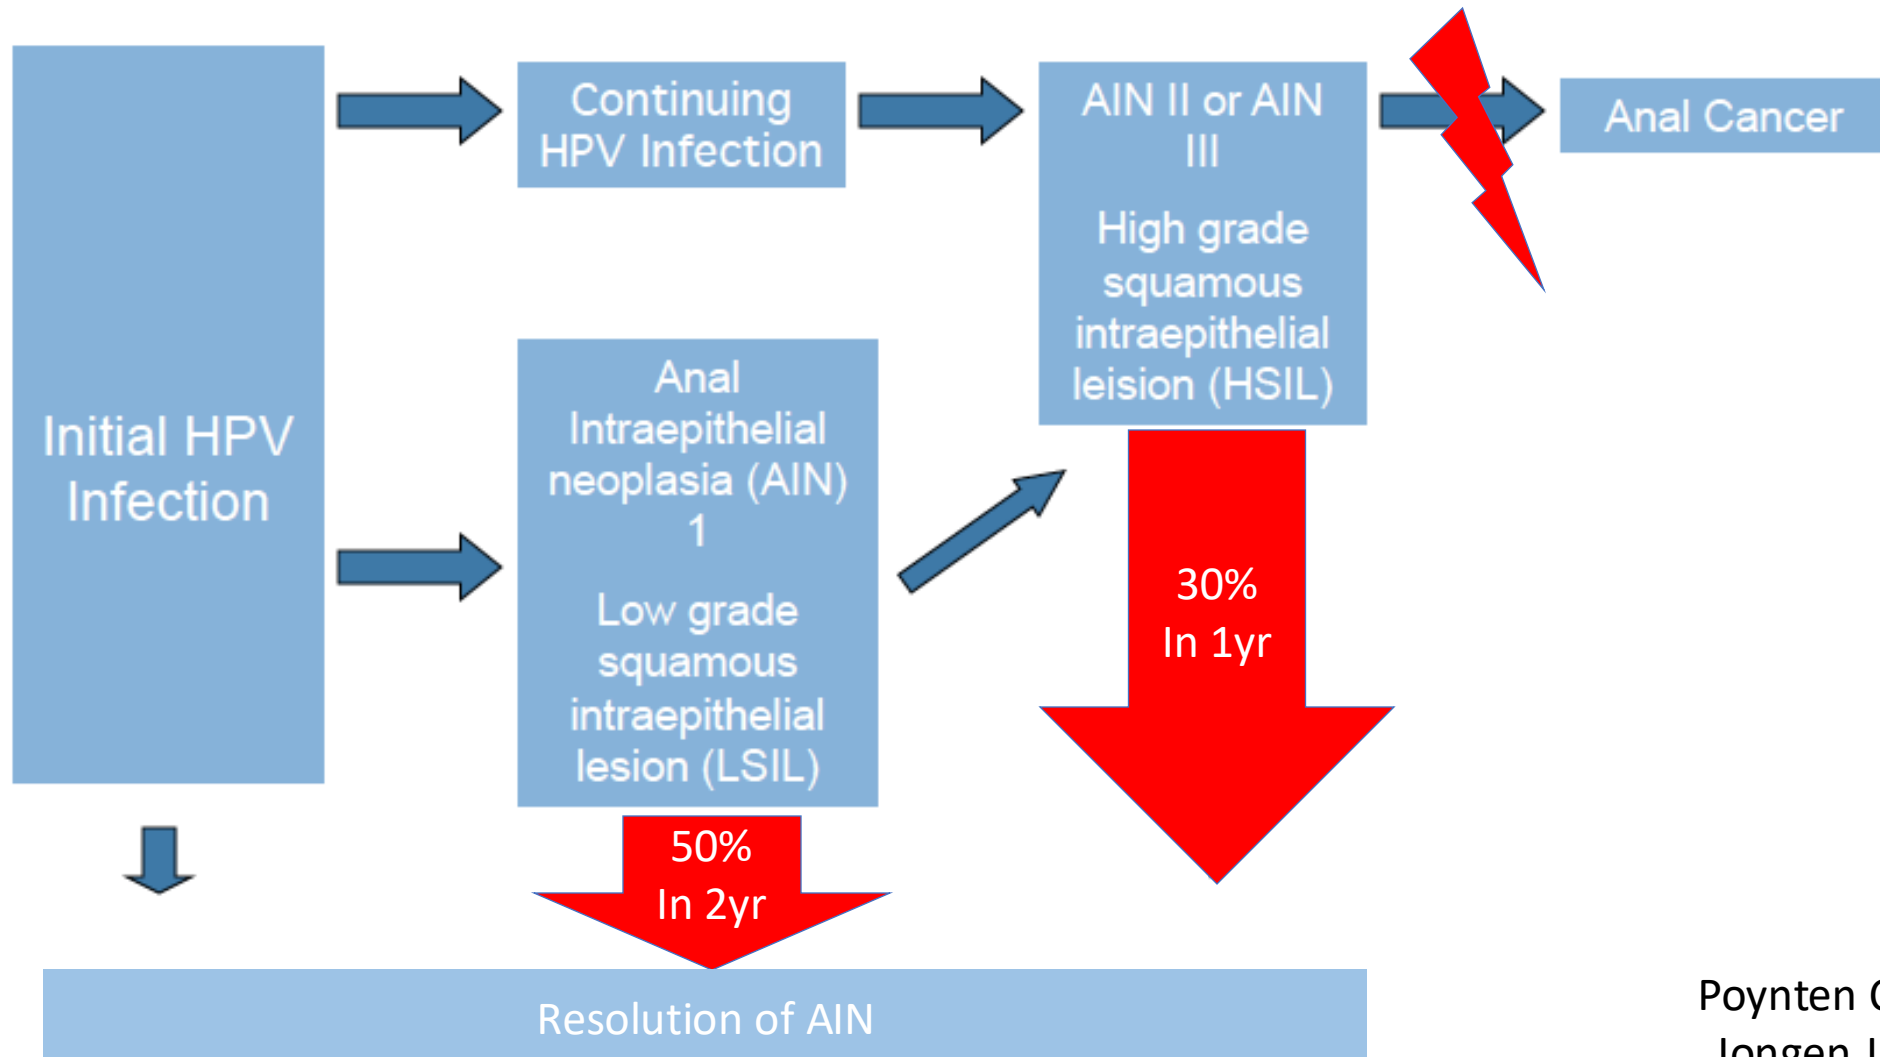 Initial HPV
Infection
Continuing
HPV Infection
AIN II or AIN
III
High grade
squamous
intraepithelial
leision (HSIL)
Anal Cancer
Anal
Intraepithelial
neoplasia (AIN)
1
Low grade
squamous
intraepithelial
lesion (LSIL)
30%
In 1yr
50%
In 2yr
Resolution of AIN
Poynten
Jongen